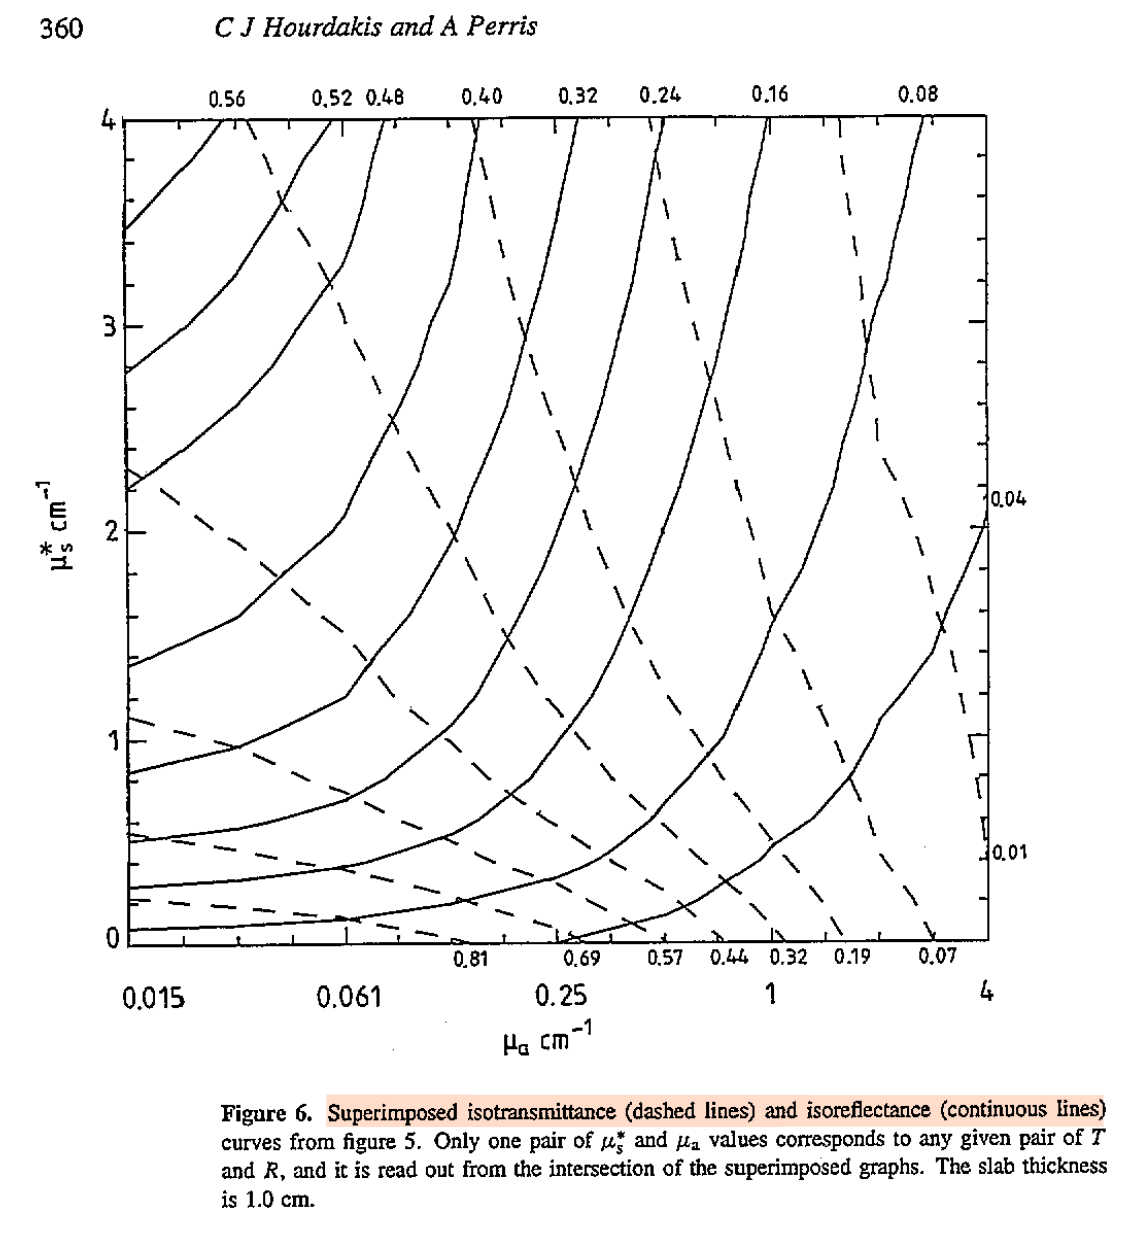 360
C J Hourdakis and A Perris
0.56 0.52 0.48 0.40 0.32 0.24 0.16 0.08
4
3
0.04
μ*s cm⁻¹
2
1
0.01
0
0.81 0.69 0.57 0.44 0.32 0.19 0.07
0.015 0.061 0.25 1 4
μa cm⁻¹
Figure 6. Superimposed isotransmittance (dashed lines) and isoreflectance (continuous lines)
curves from figure 5. Only one pair of μ*s and μa values corresponds to any given pair of T
and R, and it is read out from the intersection of the superimposed graphs. The slab thickness
is 1.0 cm.